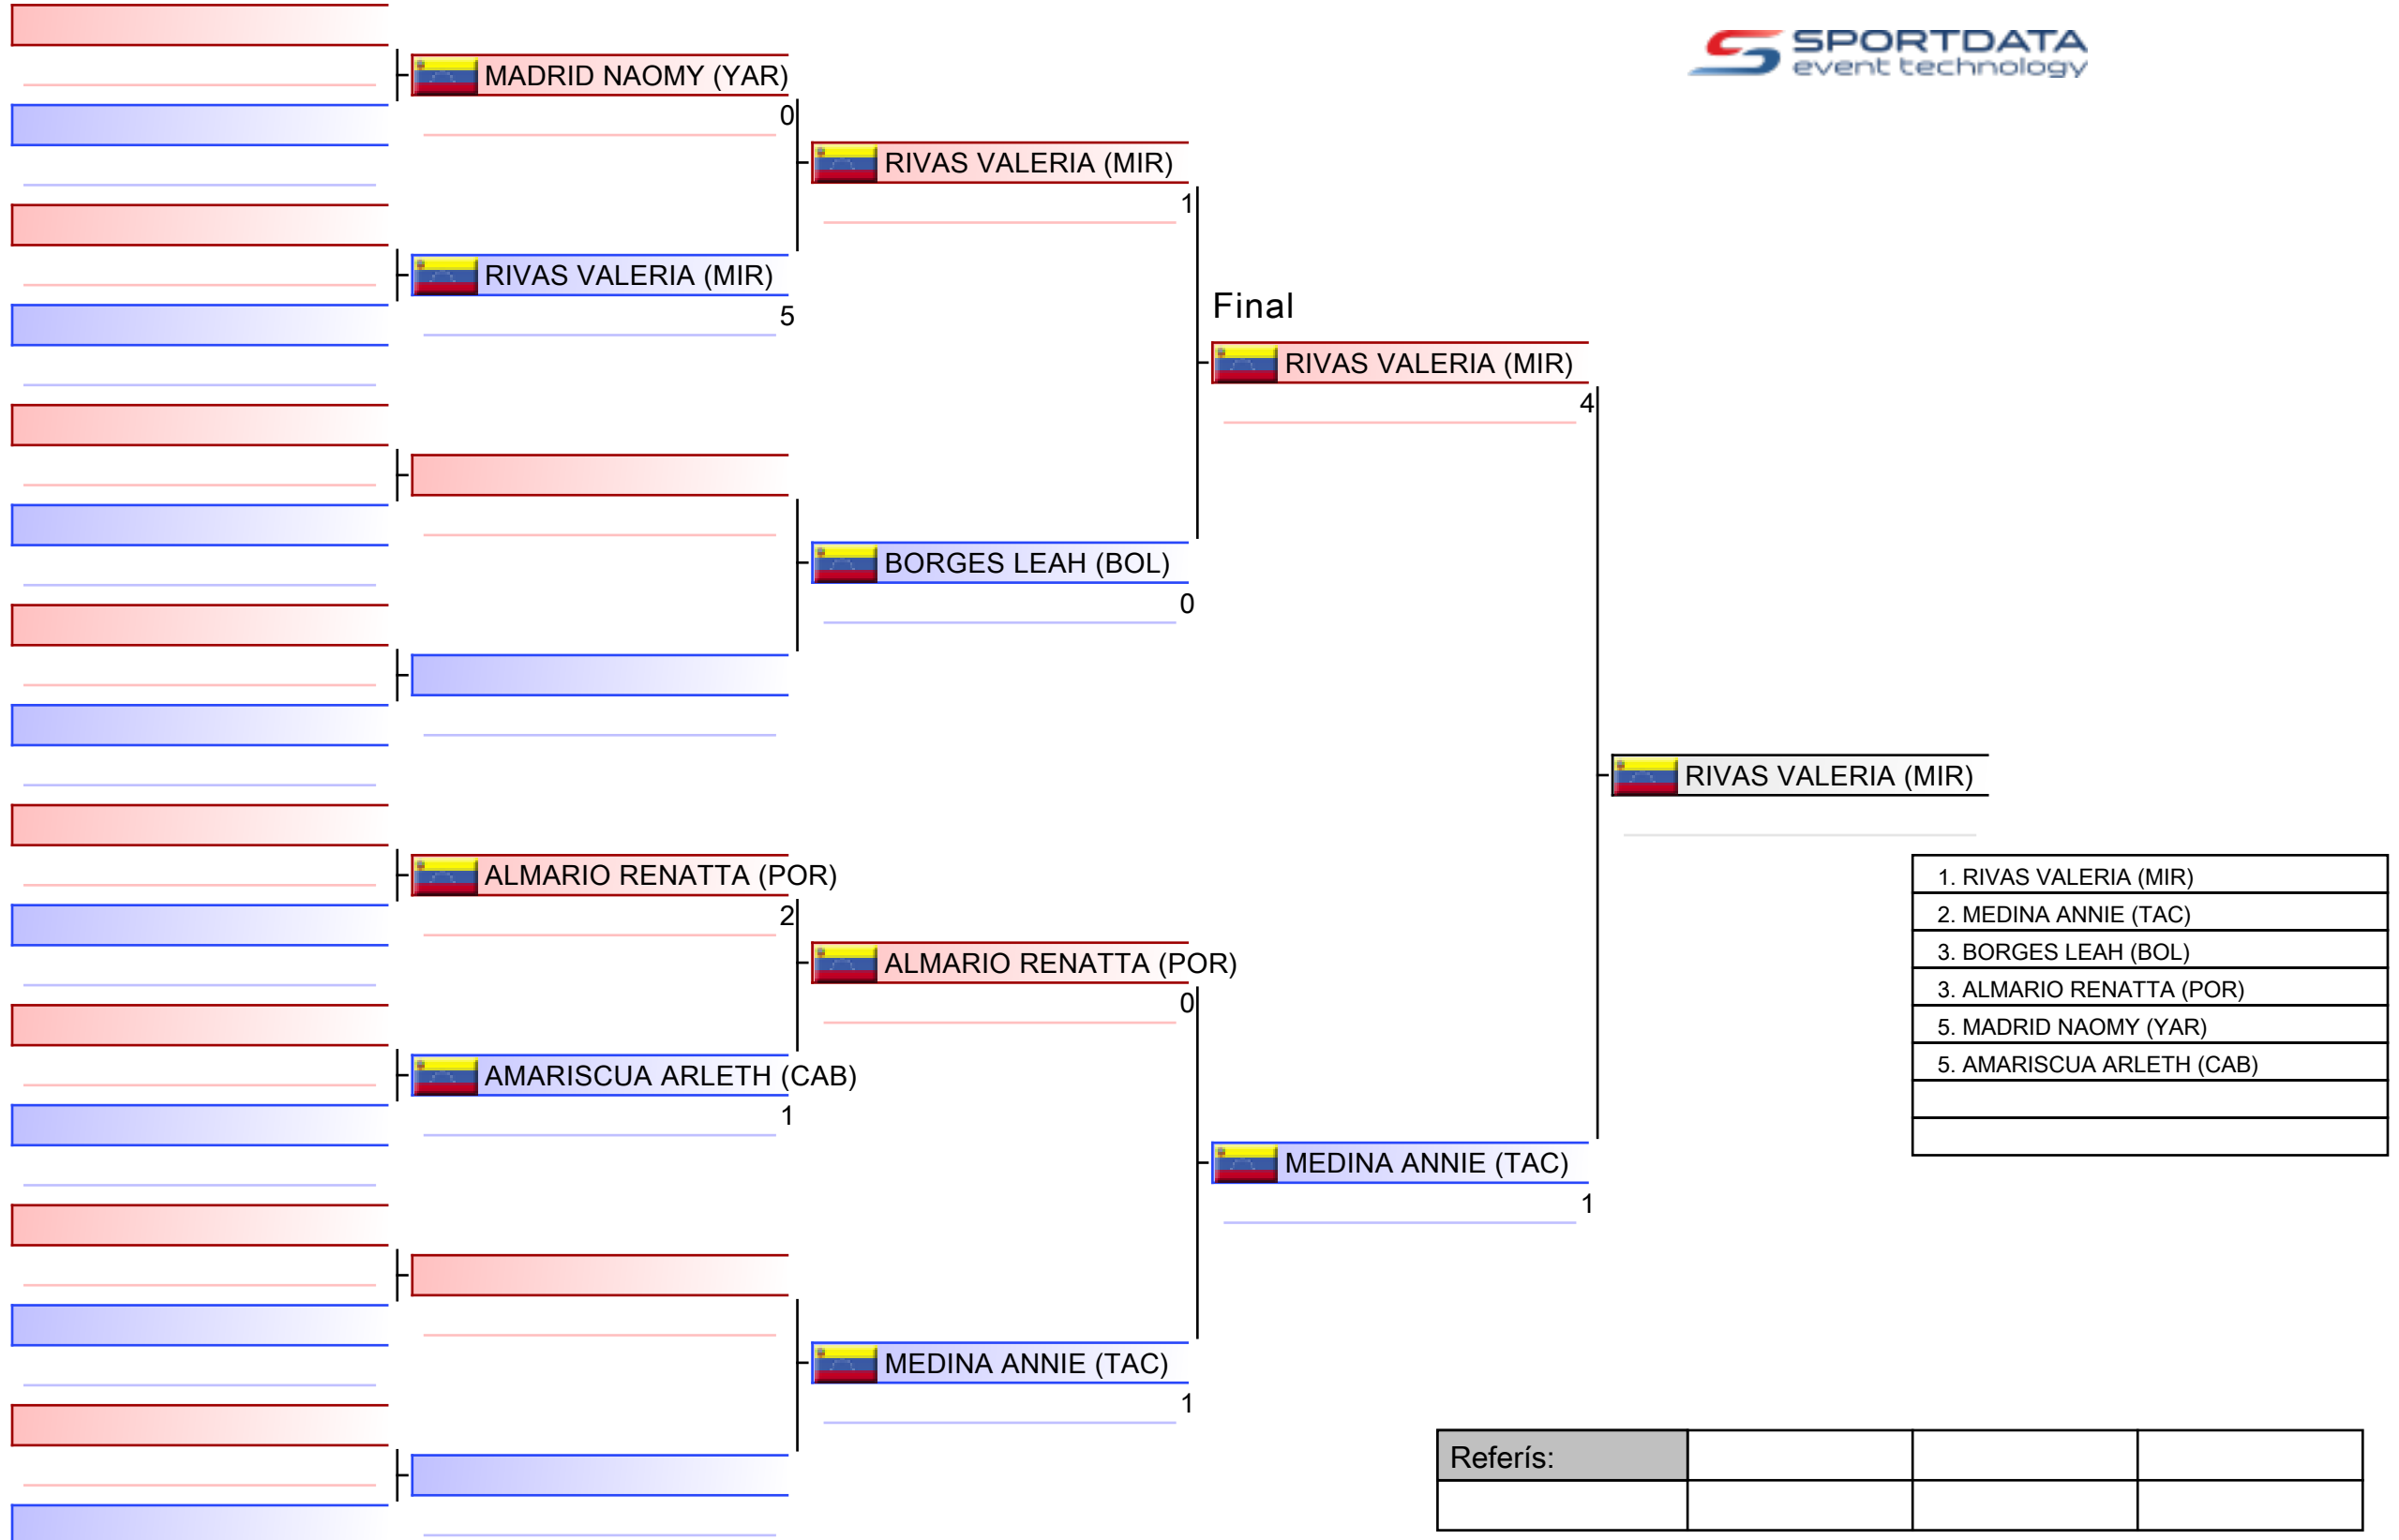 SPORTDATA
event technology
MADRID NAOMY (YAR)
0
RIVAS VALERIA (MIR)
1
RIVAS VALERIA (MIR)
5
Final
RIVAS VALERIA (MIR)
4
BORGES LEAH (BOL)
0
RIVAS VALERIA (MIR)
ALMARIO RENATTA (POR)
2
ALMARIO RENATTA (POR)
0
AMARISCUA ARLETH (CAB)
1
MEDINA ANNIE (TAC)
1
MEDINA ANNIE (TAC)
1
1. RIVAS VALERIA (MIR)
2. MEDINA ANNIE (TAC)
3. BORGES LEAH (BOL)
3. ALMARIO RENATTA (POR)
5. MADRID NAOMY (YAR)
5. AMARISCUA ARLETH (CAB)
Referís: